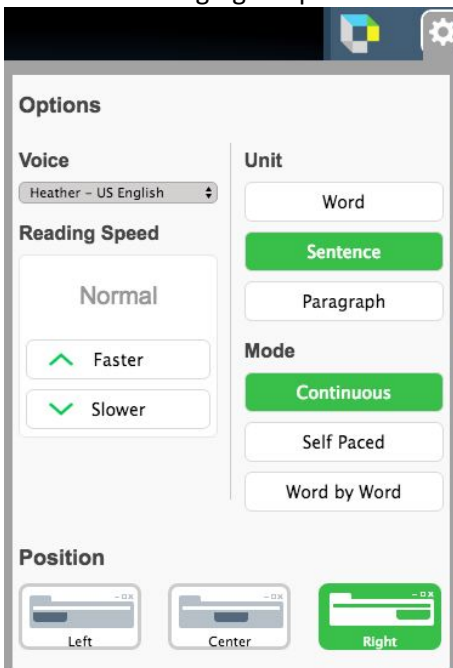 Options
Voice
Heather – US English
Reading Speed
Normal
Faster
Slower
Unit
Word
Sentence
Paragraph
Mode
Continuous
Self Paced
Word by Word
Position
Left
Center
Right